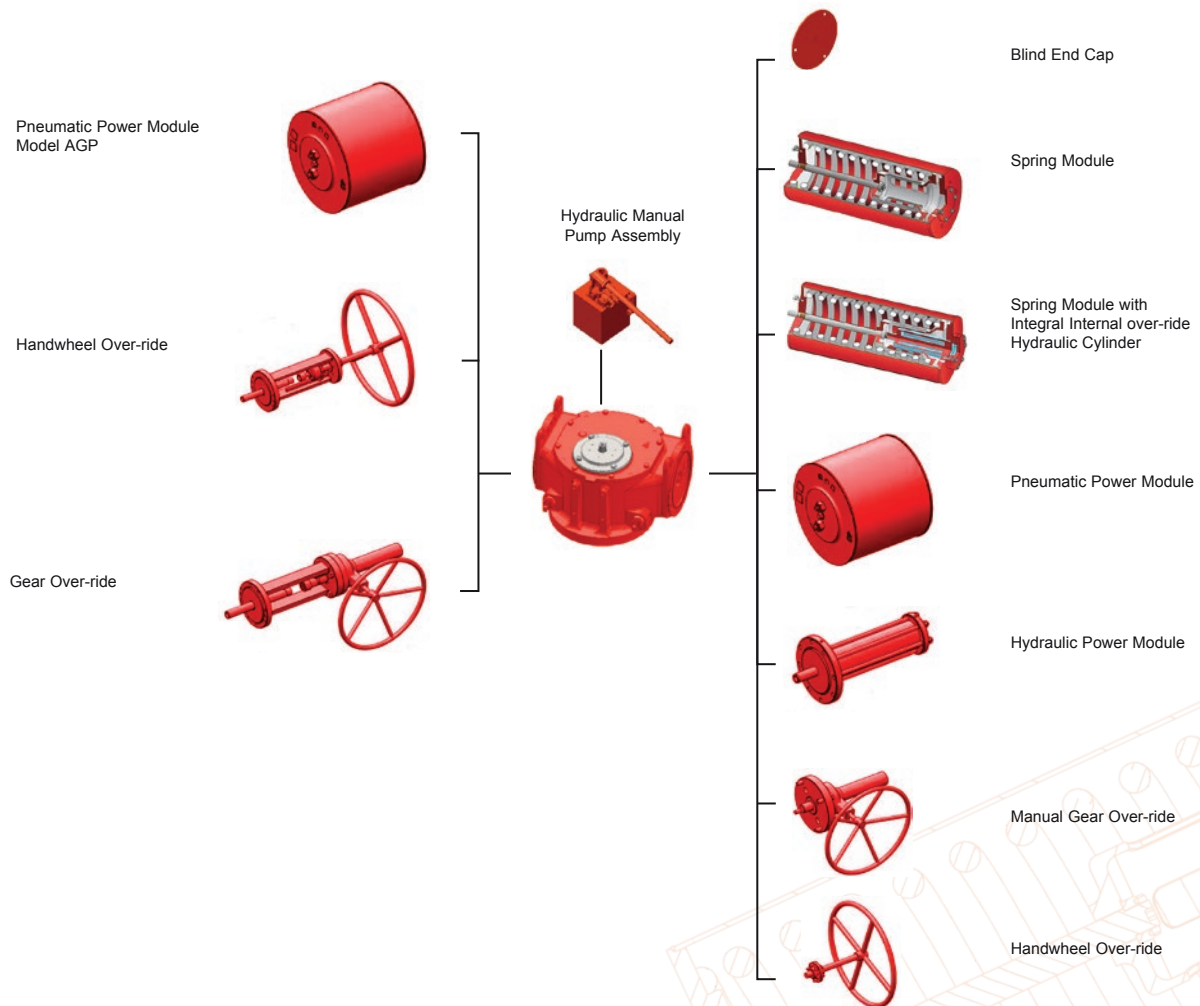 Pneumatic Power Module
Model AGP
Handwheel Over-ride
Gear Over-ride
Hydraulic Manual
Pump Assembly
Blind End Cap
Spring Module
Spring Module with
Integral Internal over-ride
Hydraulic Cylinder
Pneumatic Power Module
Hydraulic Power Module
Manual Gear Over-ride
Handwheel Over-ride